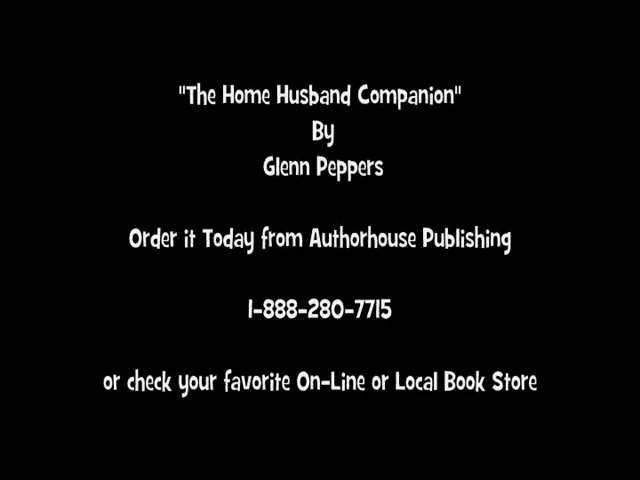 "The Home Husband Companion"
By
Glenn Peppers
Order it Today from Authorhouse Publishing
1-888-280-7715
or check your favorite On-Line or Local Book Store